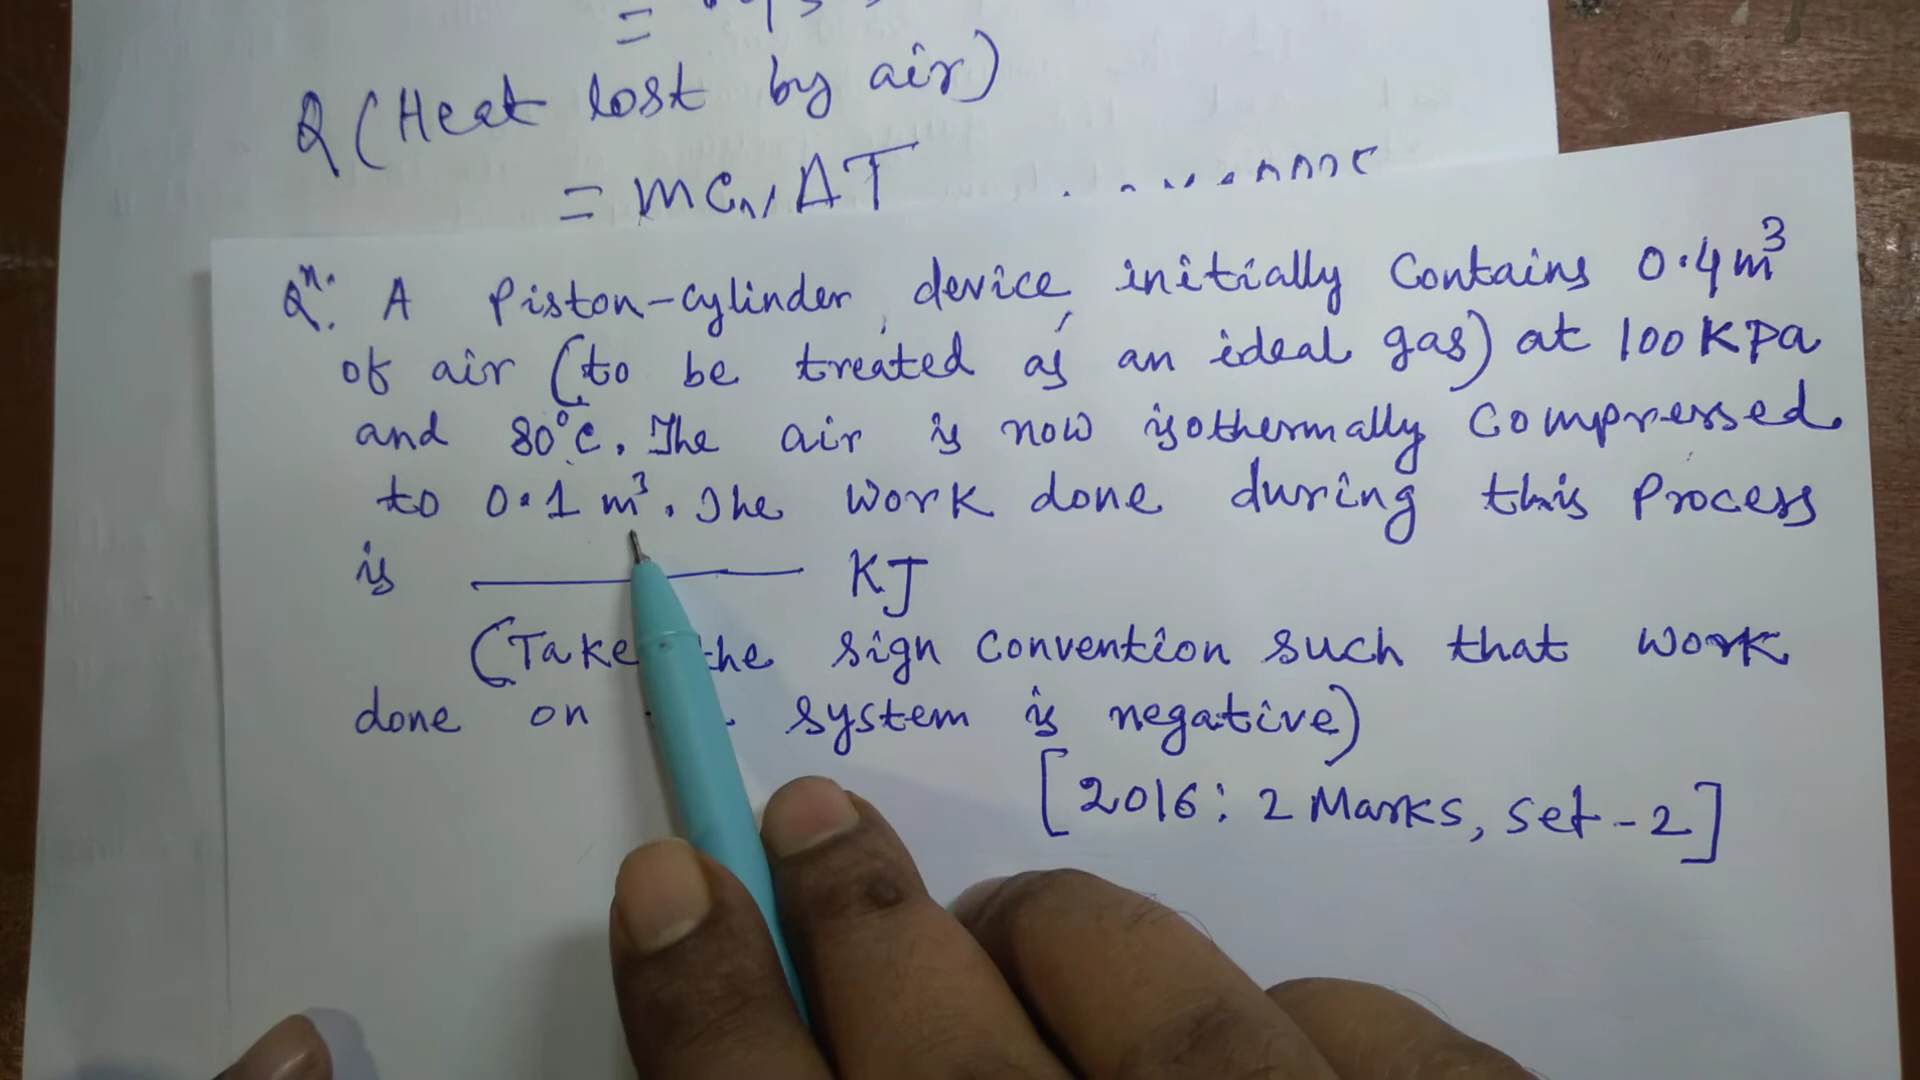 Q (Heat lost by air)
= m C ΔT
Qn: A Piston-cylinder device initially Contains 0.4 m³
of air (to be treated as an ideal gas) at 100 KPa
and 80°c. The air is now isothermally Compressed
to 0.1 m³. The work done during this Process
is ______ KJ
(Take the sign Convention such that work
done on system is negative)
[2016: 2 Marks, set-2]